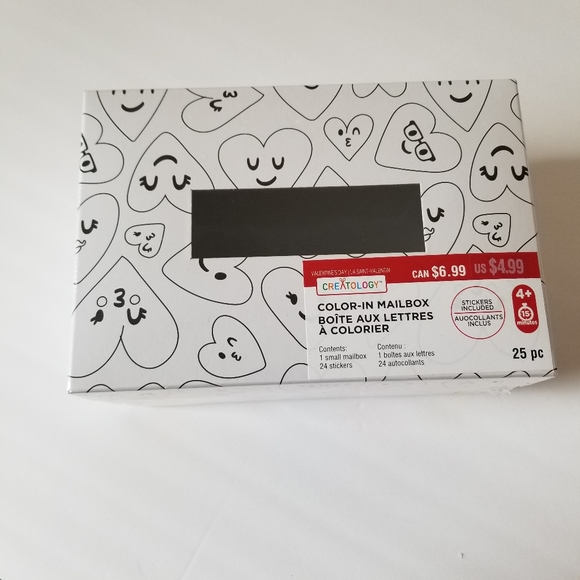 VALENTINE'S DAY / LA SAINT-VALENTIN
CAN $6.99 US $4.99
CREATOLOGY™
COLOR-IN MAILBOX
BOÎTE AUX LETTRES
À COLORIER
STICKERS
INCLUDED
AUOCOLLANTS
INCLUS
4+
15
minutes
Contents:
1 small mailbox
24 stickers
Contenu :
1 boîtes aux lettres
24 autocollants
25 pc